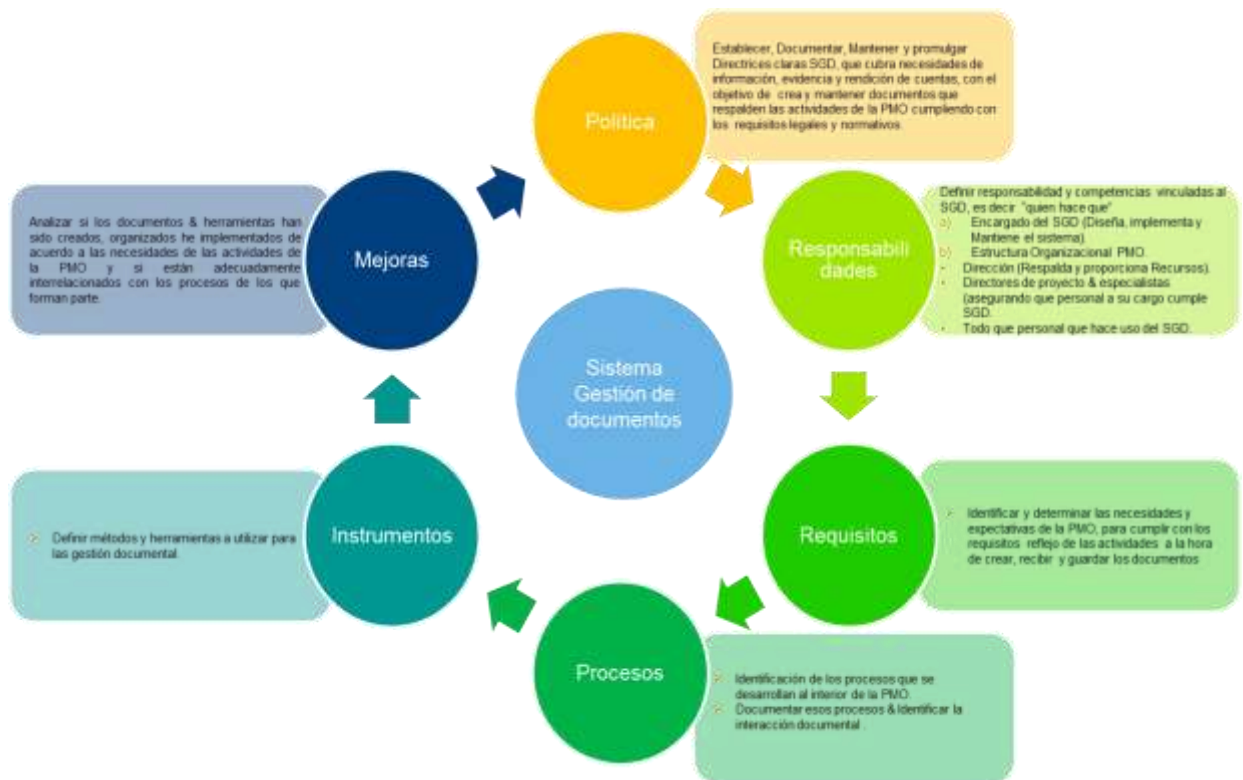 Política
Establecer, Documentar, Mantener y promulgar
Directrices claras SGD, que cubra necesidades de
información, evidencia y rendición de cuentas, con el
objetivo de crea y mantener documentos que
respalden las actividades de la PMO cumpliendo con
los requisitos legales y normativos.
Responsabili
dades
Definir responsabilidad y competencias vinculadas al
SGD, es decir "quien hace que"
a) Encargado del SGD (Diseña, implementa y
Mantiene el sistema).
b) Estructura Organizacional PMO.
• Dirección (Respalda y proporciona Recursos).
• Directores de proyecto & especialistas
(asegurando que personal a su cargo cumple
SGD.
• Todo que personal que hace uso del SGD.
Requisitos
Identificar y determinar las necesidades y
expectativas de la PMO, para cumplir con los
requisitos reflejo de las actividades a la hora
de crear, recibir y guardar los documentos
Procesos
Identificación de los procesos que se
desarrollan al interior de la PMO.
Documentar esos procesos & Identificar la
interacción documental .
Instrumentos
Definir métodos y herramientas a utilizar para
las gestión documental.
Mejoras
Analizar si los documentos & herramientas han
sido creados, organizados he implementados de
acuerdo a las necesidades de las actividades de
la PMO y si están adecuadamente
interrelacionados con los procesos de los que
forman parte.
Sistema
Gestión de
documentos